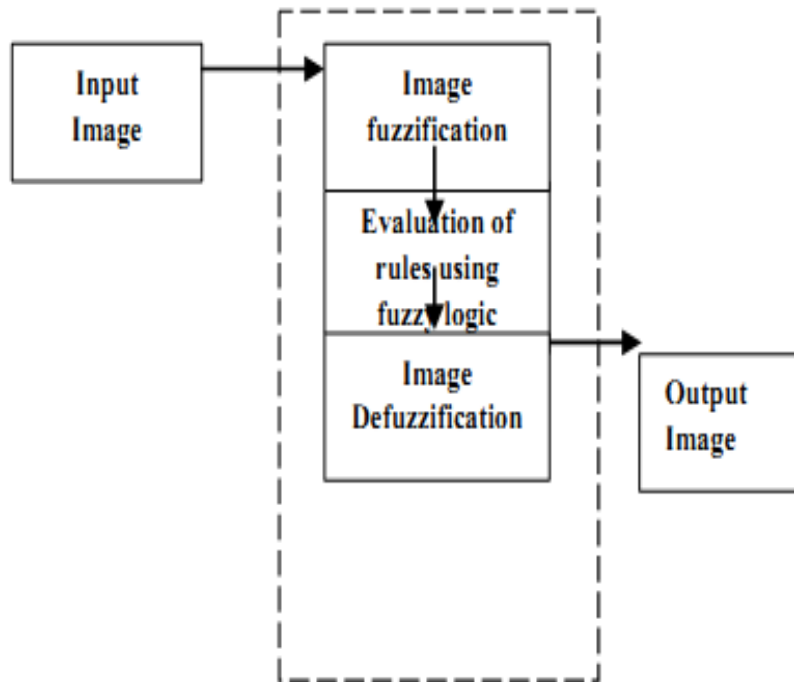 Input
Image
Image
fuzzification
Evaluation of
rules using
fuzzy logic
Image
Defuzzification
Output
Image